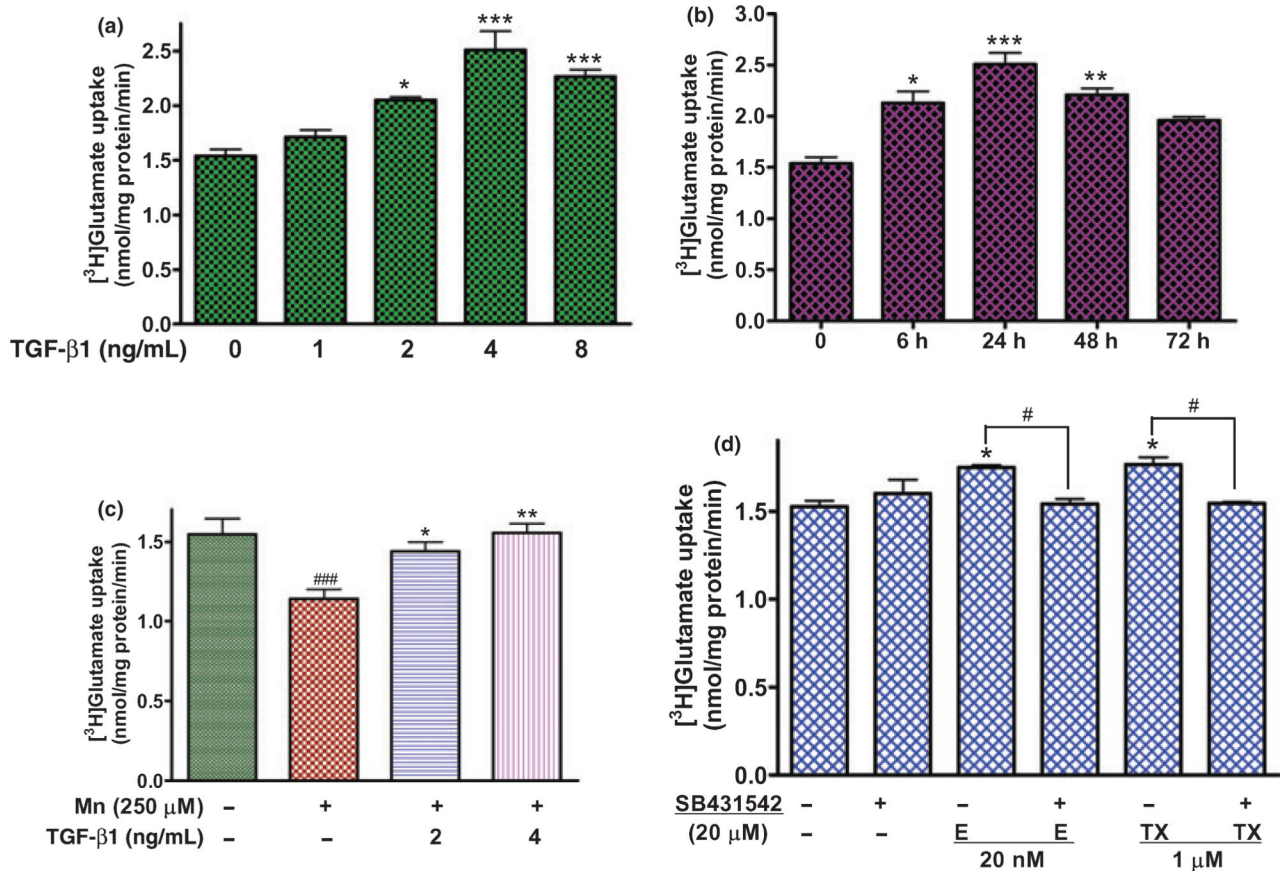 (a)
[³H]Glutamate uptake
(nmol/mg protein/min)
2.5
2.0
1.5
1.0
0.5
0.0
* *** ***
TGF-β1 (ng/mL) 0 1 2 4 8
(b)
[³H]Glutamate uptake
(nmol/mg protein/min)
3.0
2.5
2.0
1.5
1.0
0.5
0.0
* *** **
0 6 h 24 h 48 h 72 h
(c)
[³H]Glutamate uptake
(nmol/mg protein/min)
1.5
1.0
0.5
0.0
### * **
Mn (250 μM) – + + +
TGF-β1 (ng/mL) – – 2 4
(d)
[³H]Glutamate uptake
(nmol/mg protein/min)
1.5
1.0
0.5
0.0
# #
* *
SB431542 – + – + – +
(20 μM) – – E E TX TX
20 nM 1 μM